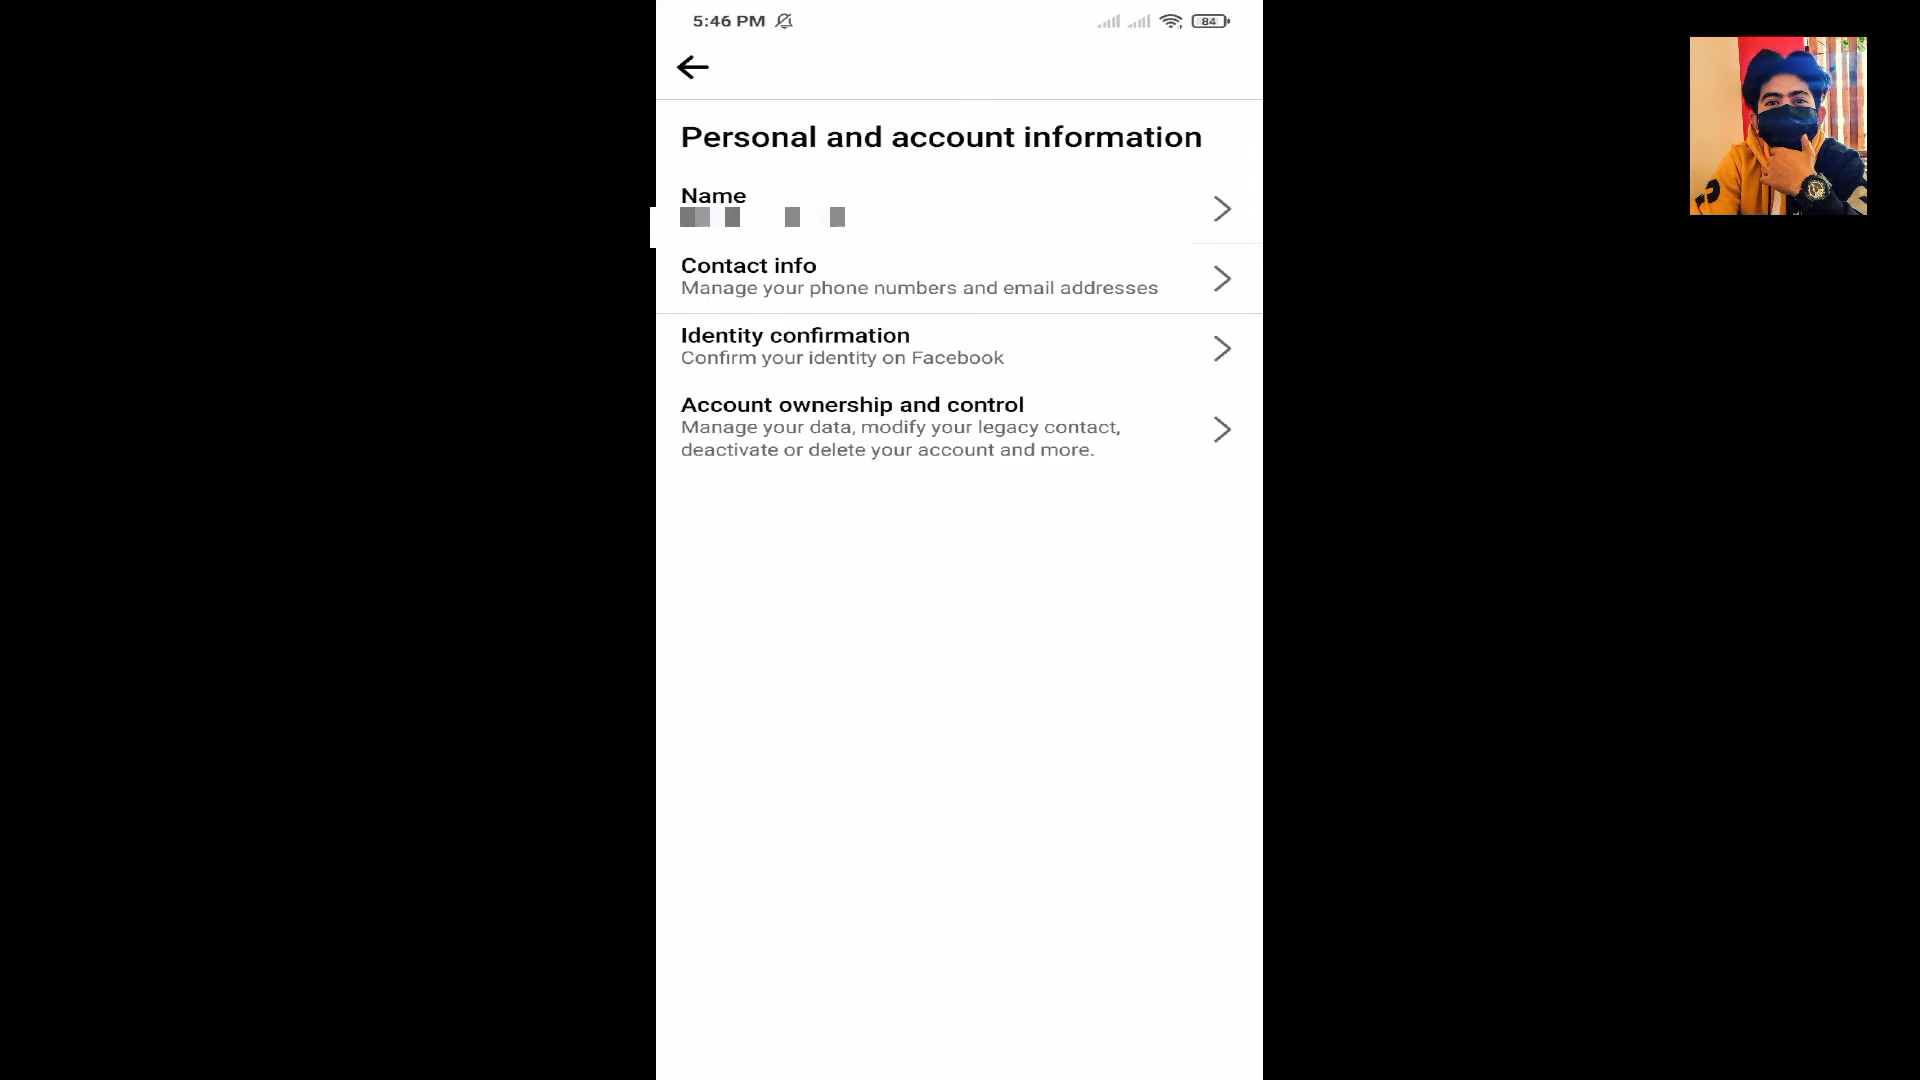 5:46 PM
84
Personal and account information
Name
Contact info
Manage your phone numbers and email addresses
Identity confirmation
Confirm your identity on Facebook
Account ownership and control
Manage your data, modify your legacy contact,
deactivate or delete your account and more.